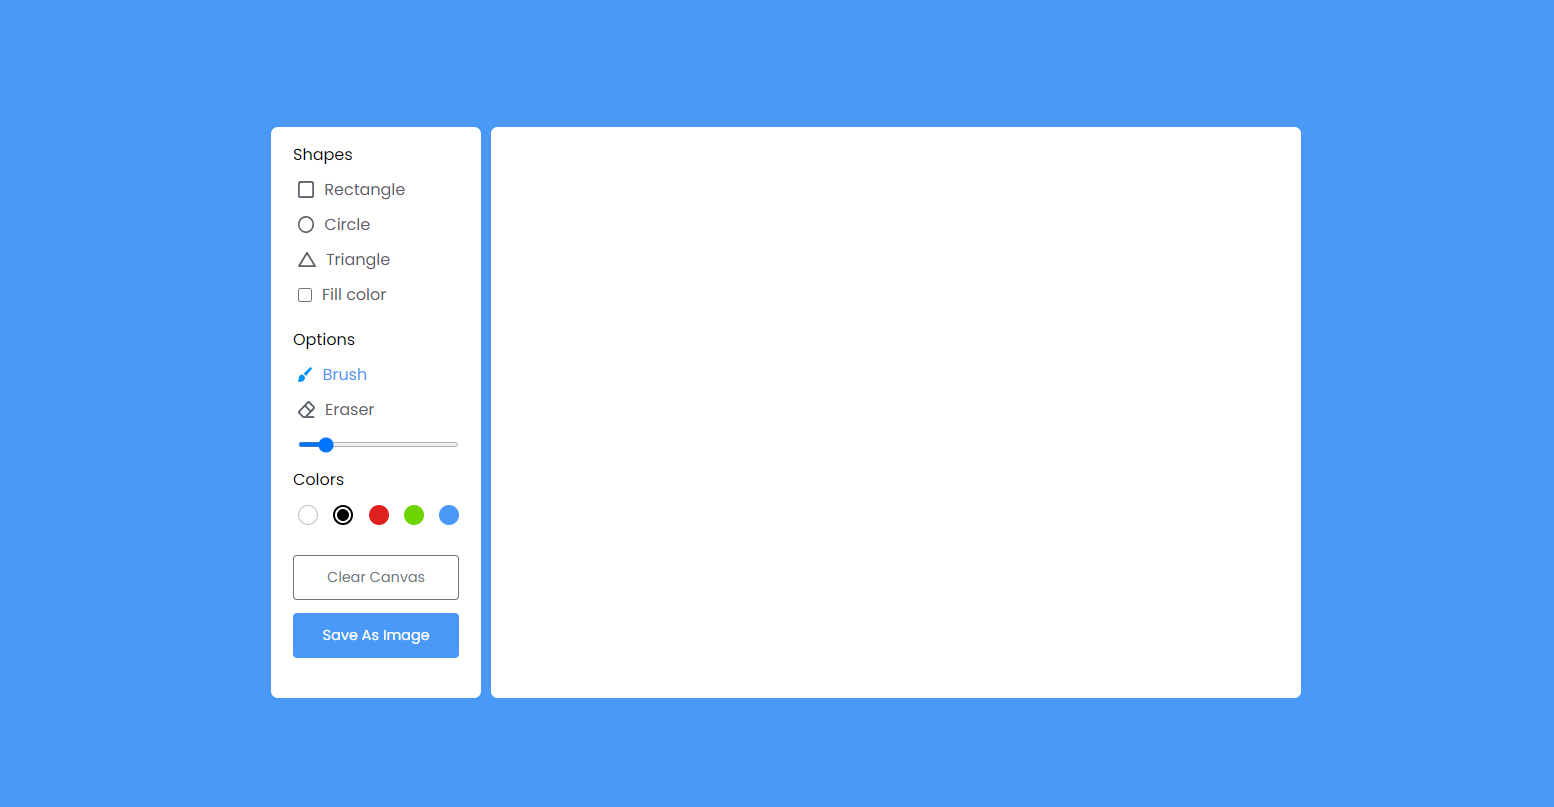 Shapes
Rectangle
Circle
Triangle
Fill color
Options
Brush
Eraser
Colors
Clear Canvas
Save As Image